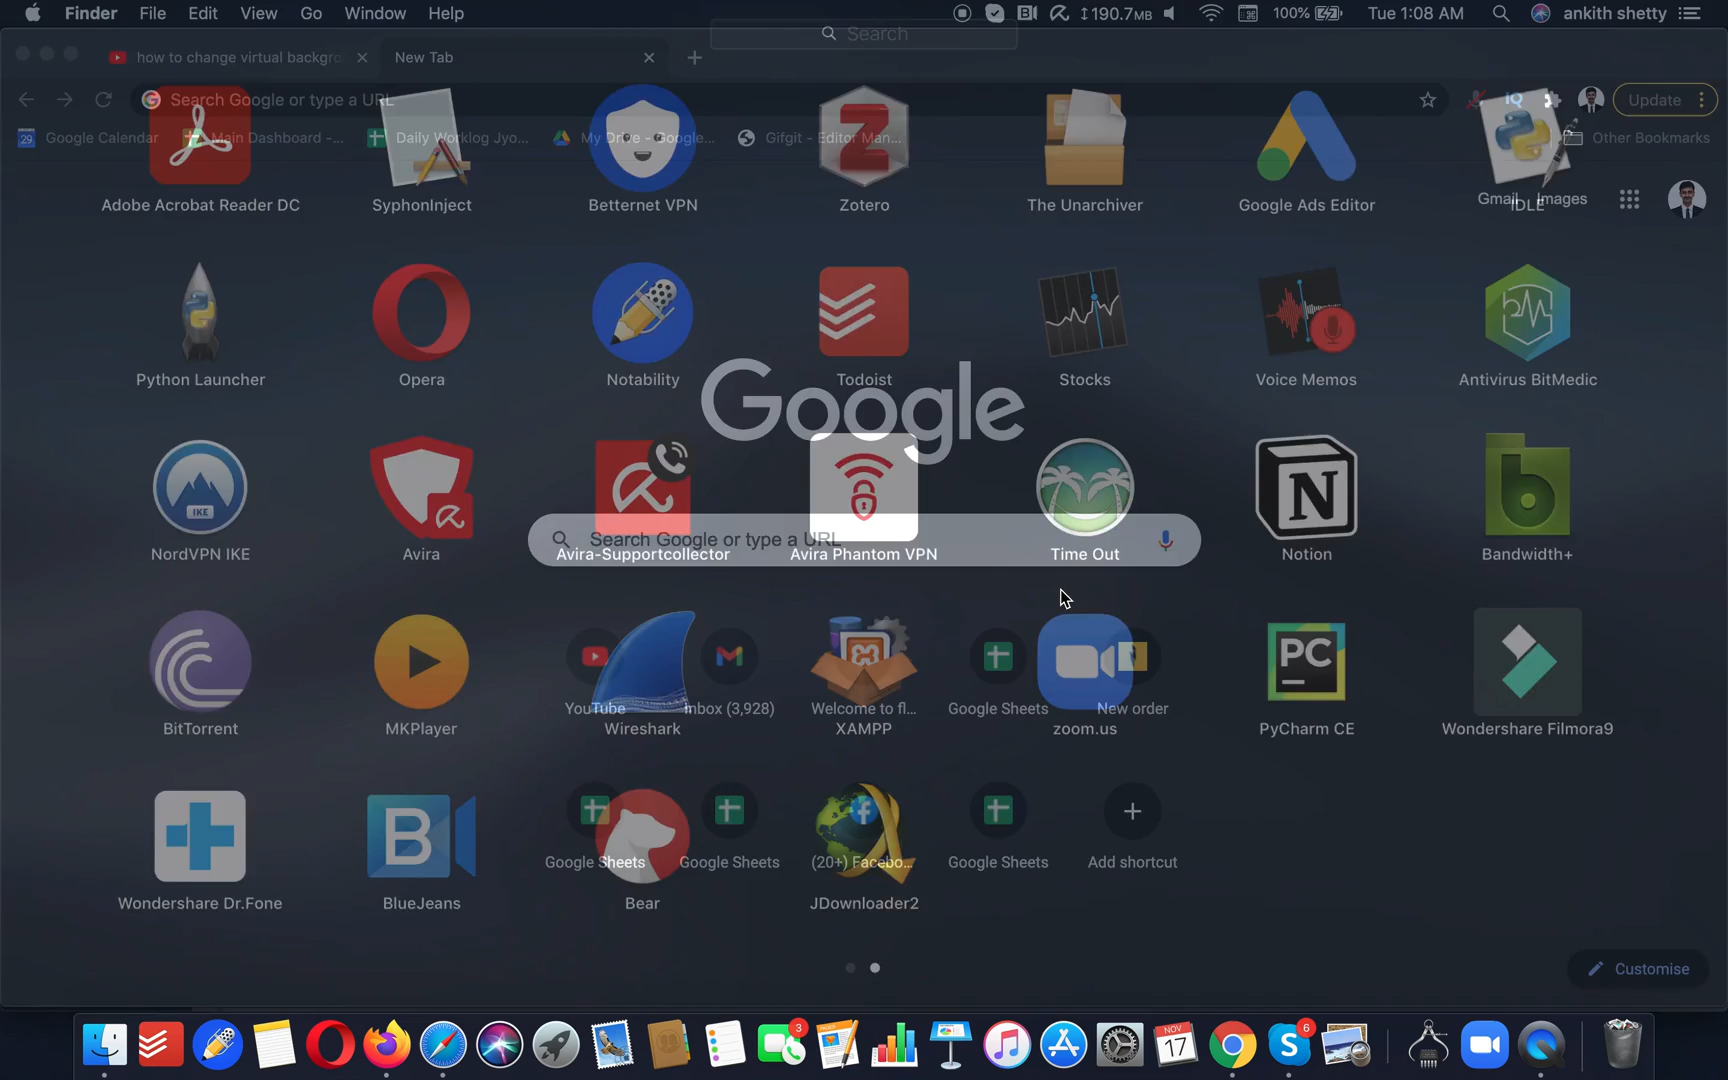 Finder File Edit View Go Window Help 190.7MB 100% Tue 1:08 AM ankith shetty
Search
how to change virtual backgro New Tab
Search Google or type a URL Update
Google Calendar Main Dashboard -... Daily Worklog Jyo... My Drive - Google... Gifgit - Editor Man... Other Bookmarks
Gmail Images
Adobe Acrobat Reader DC SyphonInject Betternet VPN Zotero The Unarchiver Google Ads Editor IDLE
Python Launcher Opera Notability Todoist Stocks Voice Memos Antivirus BitMedic
Google
Search Google or type a URL
NordVPN IKE Avira Avira-Supportcollector Avira Phantom VPN Time Out Notion Bandwidth+
YouTube Inbox (3,928) Welcome to fl... Google Sheets New order
BitTorrent MKPlayer Wireshark XAMPP zoom.us PyCharm CE Wondershare Filmora9
Google Sheets Google Sheets (20+) Facebo... Google Sheets Add shortcut
Wondershare Dr.Fone BlueJeans Bear JDownloader2
Customise